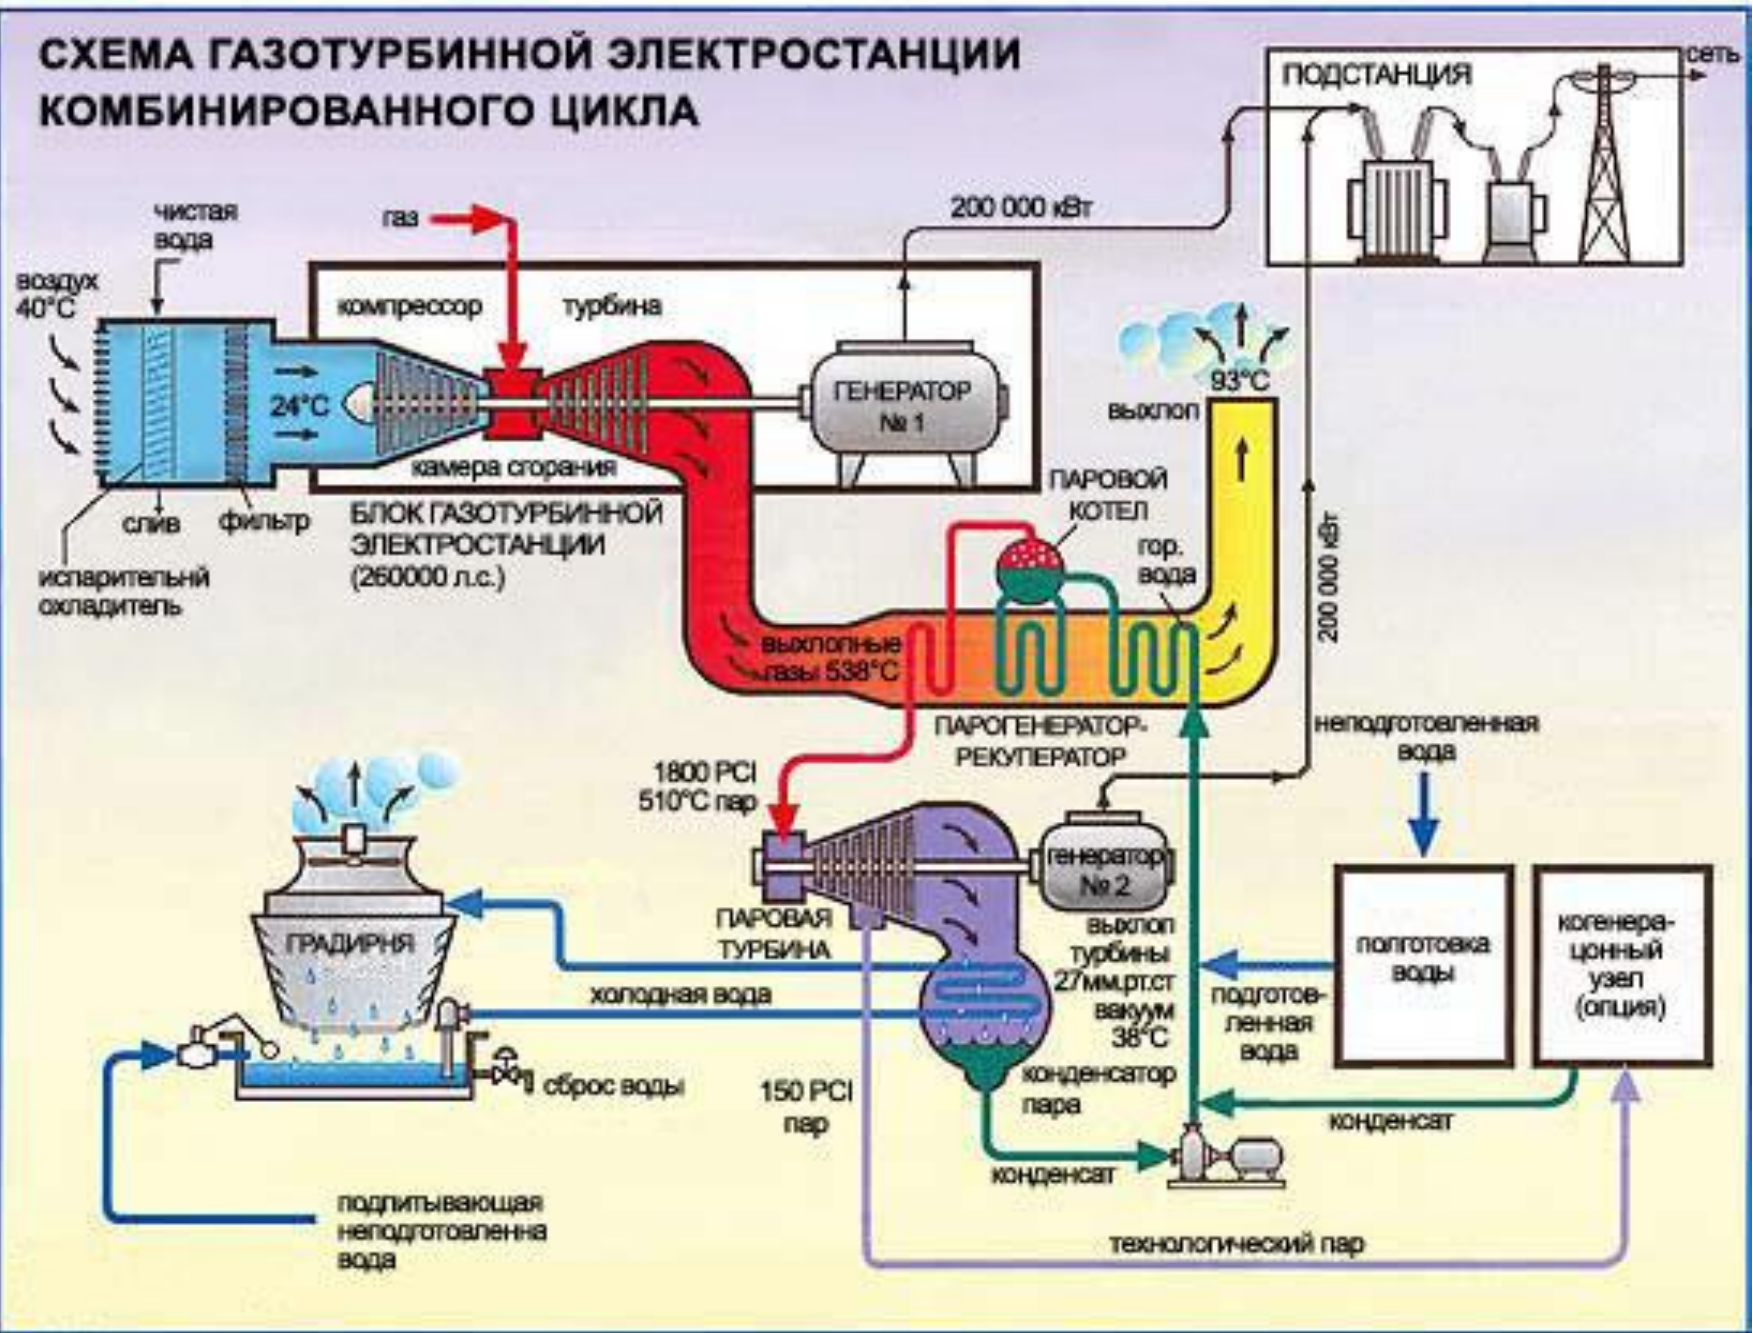 СХЕМА ГАЗОТУРБИННОЙ ЭЛЕКТРОСТАНЦИИ
КОМБИНИРОВАННОГО ЦИКЛА
сеть
ПОДСТАНЦИЯ
200 000 кВт
чистая
вода
газ
воздух
40°С
компрессор
турбина
24°С
ГЕНЕРАТОР
№ 1
93°С
выхлоп
камера сгорания
слив
фильтр
БЛОК ГАЗОТУРБИННОЙ
ЭЛЕКТРОСТАНЦИИ
(260000 л.с.)
испарительнй
охладитель
ПАРОВОЙ
КОТЕЛ
гор.
вода
200 000 кВт
выхлопные
газы 538°С
ПАРОГЕНЕРАТОР-
РЕКУПЕРАТОР
неподготовленная
вода
1800 PCI
510°С пар
генератор
№ 2
ПАРОВАЯ
ТУРБИНА
выхлоп
турбины
27мм.рт.ст
вакуум
38°С
ГРАДИРНЯ
холодная вода
полготовка
воды
когенера-
цонный
узел
(опция)
подготов-
ленная
вода
сброс воды
150 PCI
пар
конденсатор
пара
конденсат
конденсат
подпитывающая
неподготовленна
вода
технологический пар